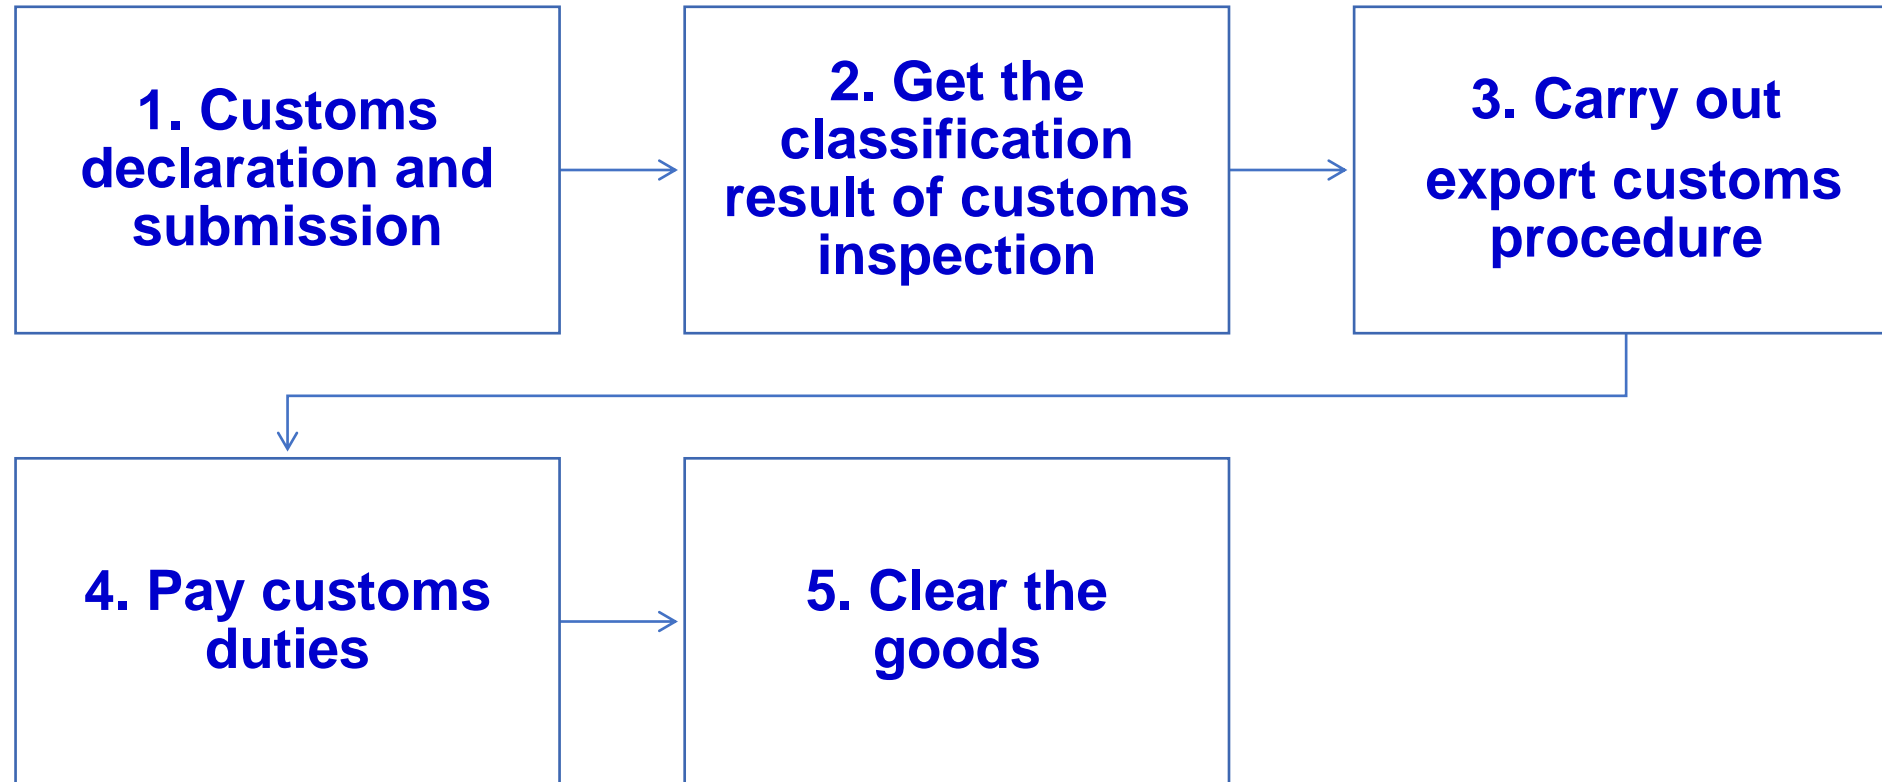 1. Customs
declaration and
submission
2. Get the
classification
result of customs
inspection
3. Carry out
export customs
procedure
4. Pay customs
duties
5. Clear the
goods